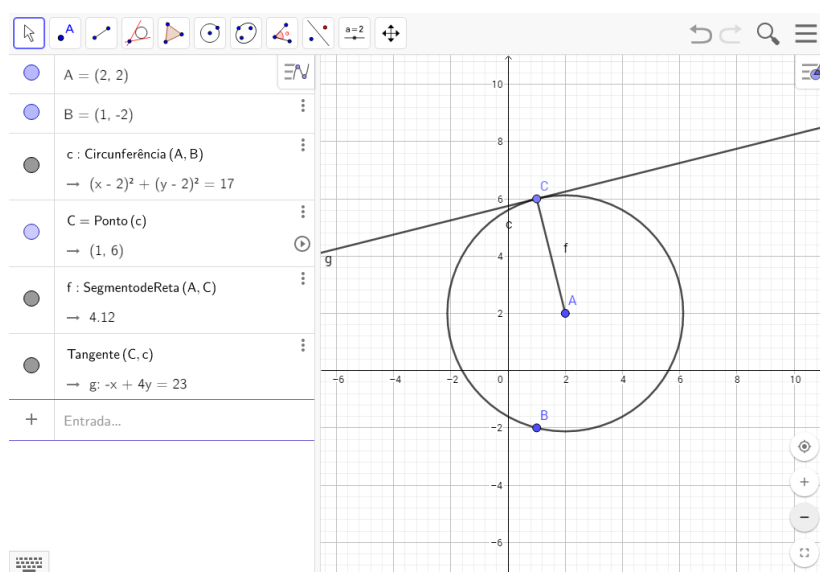 A
a=2
A = (2, 2)
B = (1, -2)
c : Circunferência (A, B)
→ (x - 2)² + (y - 2)² = 17
C = Ponto (c)
→ (1, 6)
f : SegmentodeReta (A, C)
→ 4.12
Tangente (C, c)
→ g: -x + 4y = 23
+ Entrada...
10
8
C
6
c
f
4
g
A
2
−6 −4 −2 0 2 4 6 8 10
B
−2
−4
−6